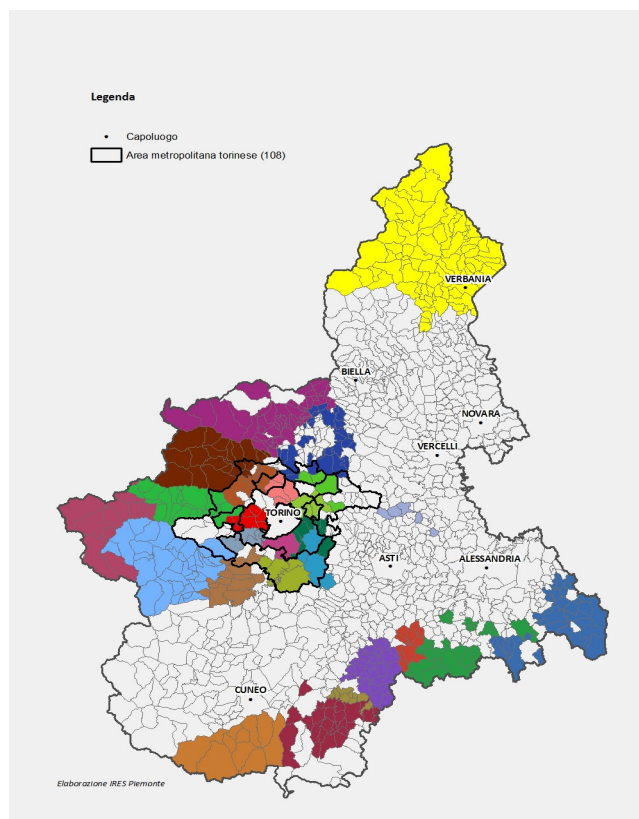 Legenda
Capoluogo
Area metropolitana torinese (108)
VERBANIA
BIELLA
NOVARA
VERCELLI
TORINO
ASTI
ALESSANDRIA
CUNEO
Elaborazione IRES Piemonte